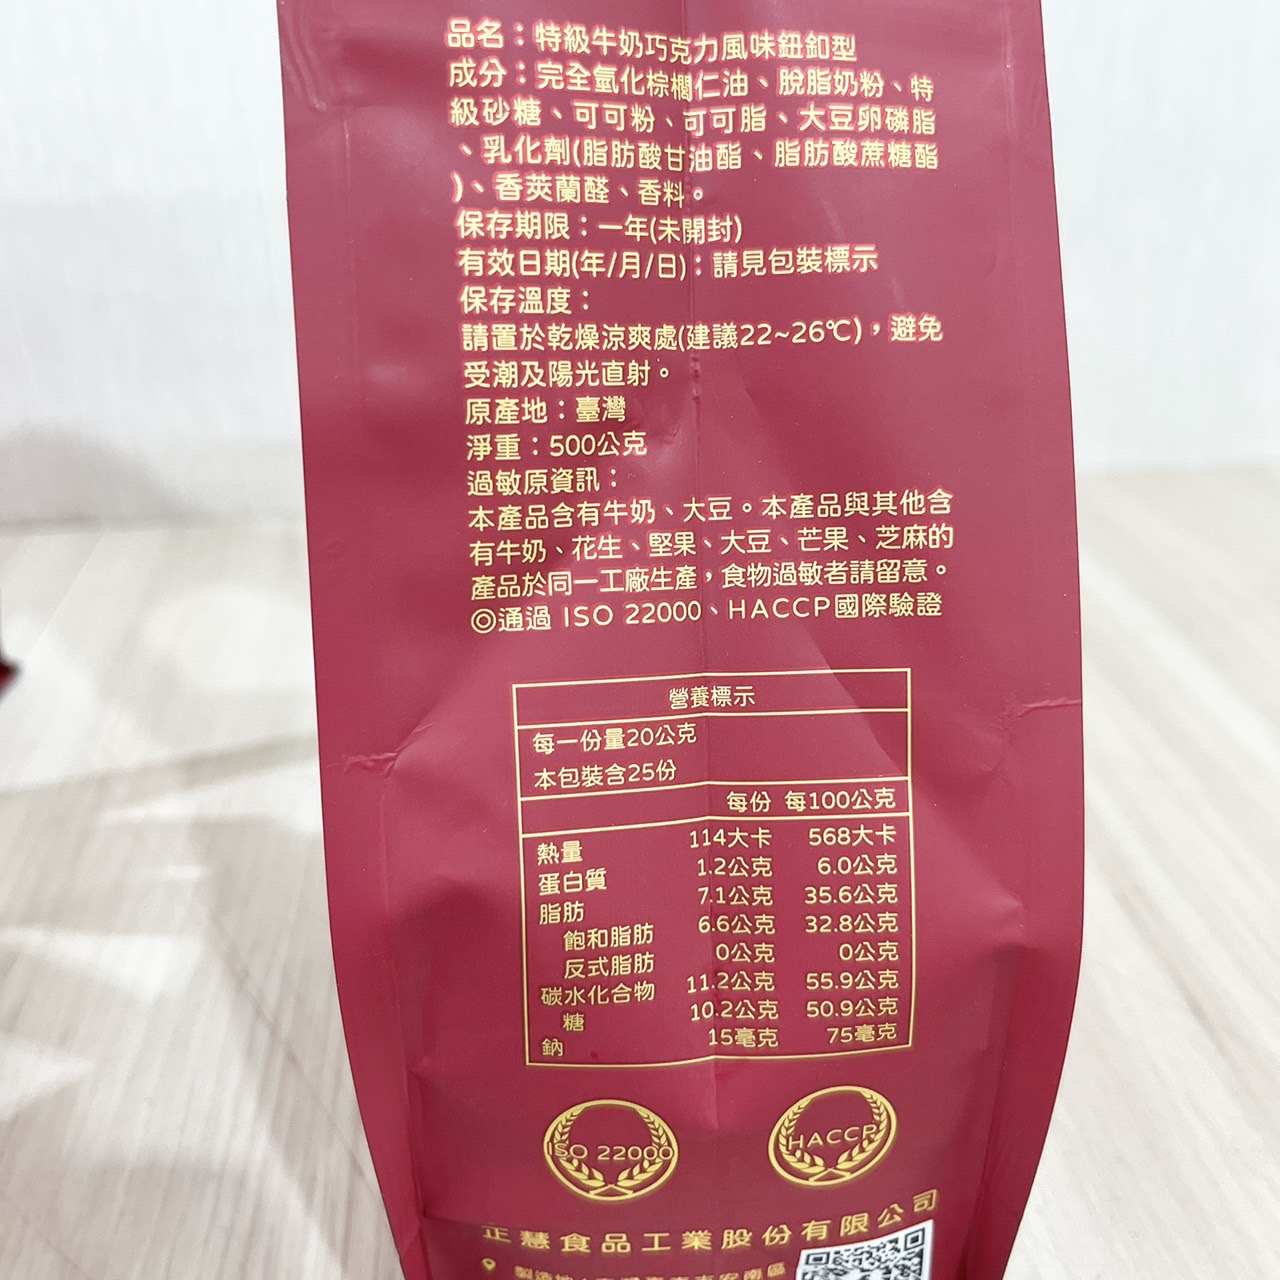 品名：特級牛奶巧克力風味鈕釦型
成分：完全氫化棕櫚仁油、脫脂奶粉、特
級砂糖、可可粉、可可脂、大豆卵磷脂
、乳化劑(脂肪酸甘油酯、脂肪酸蔗糖酯
)、香莢蘭醛、香料。
保存期限：一年(未開封)
有效日期(年/月/日)：請見包裝標示
保存溫度：
請置於乾燥涼爽處(建議22~26℃)，避免
受潮及陽光直射。
原產地：臺灣
淨重：500公克
過敏原資訊：
本產品含有牛奶、大豆。本產品與其他含
有牛奶、花生、堅果、大豆、芒果、芝麻的
產品於同一工廠生產，食物過敏者請留意。
◎通過 ISO 22000、HACCP國際驗證
營養標示
每一份量20公克
本包裝含25份
每份 每100公克
熱量 114大卡 568大卡
蛋白質 1.2公克 6.0公克
脂肪 7.1公克 35.6公克
飽和脂肪 6.6公克 32.8公克
反式脂肪 0公克 0公克
碳水化合物 11.2公克 55.9公克
糖 10.2公克 50.9公克
鈉 15毫克 75毫克
ISO 22000
HACCP
正慧食品工業股份有限公司